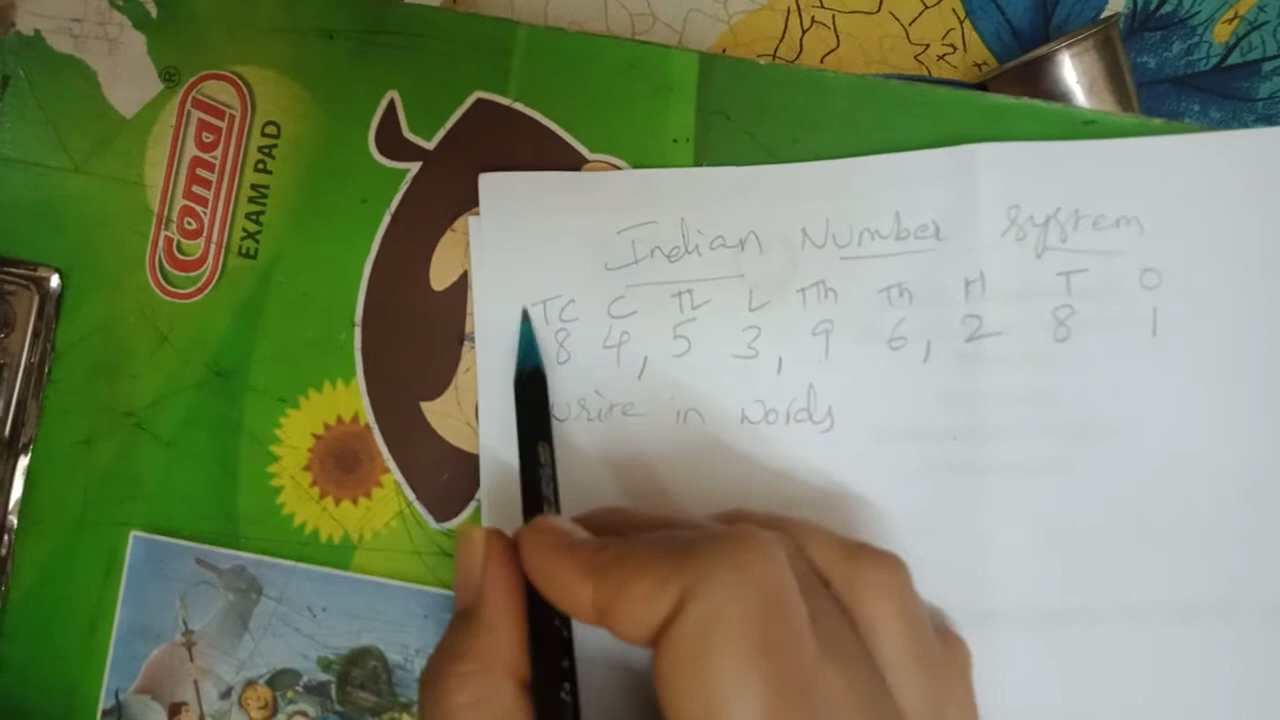 Comal ®
EXAM PAD
Indian Number System
TC C TL L TTh Th H T O
8 4, 5 3, 9 6, 2 8 1
write in words